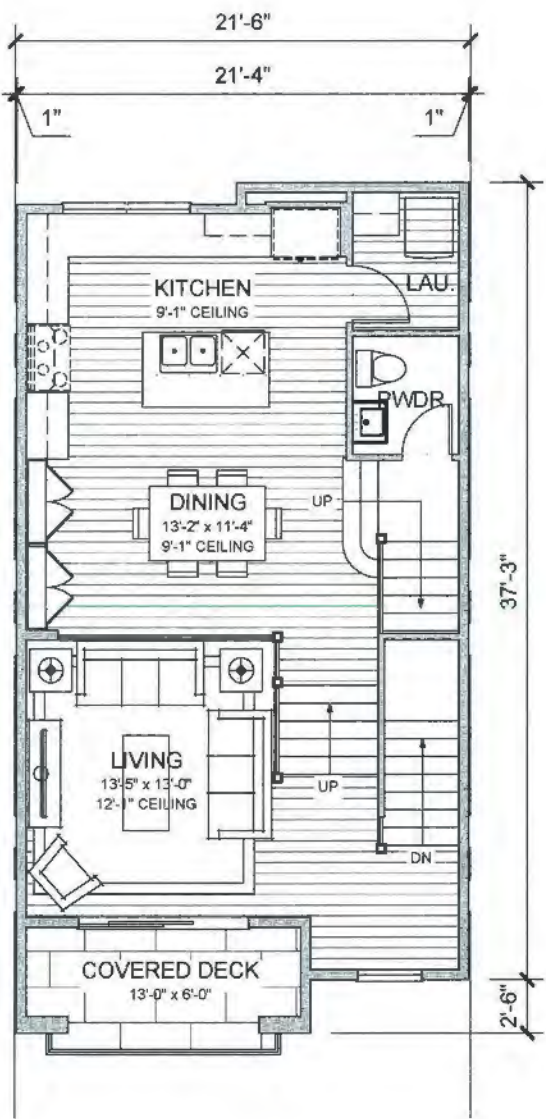 21'-6"
21'-4"
1"
1"
LAU.
KITCHEN
9'-1" CEILING
PWDR
DINING
13'-2" x 11'-4"
9'-1" CEILING
UP
37'-3"
LIVING
13'-5" x 13'-0"
12'-1" CEILING
UP
DN
COVERED DECK
13'-0" x 6'-0"
2'-6"